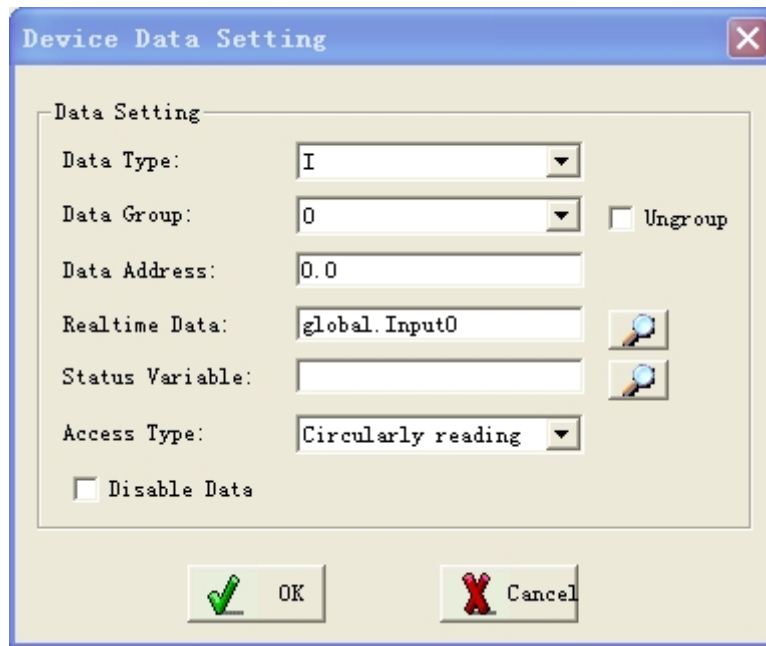 Device Data Setting
Data Setting
Data Type: I
Data Group: 0 Ungroup
Data Address: 0.0
Realtime Data: global.Input0
Status Variable:
Access Type: Circularly reading
Disable Data
OK Cancel